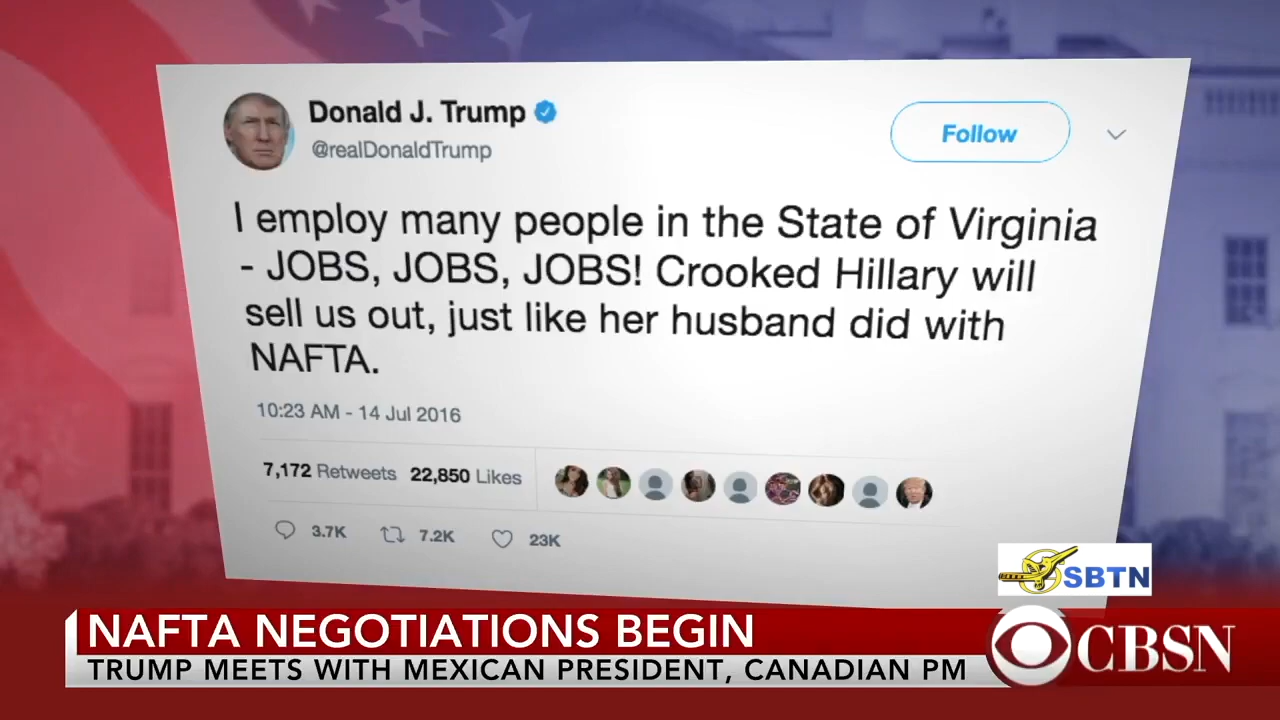 Donald J. Trump
@realDonaldTrump
Follow
I employ many people in the State of Virginia
- JOBS, JOBS, JOBS! Crooked Hillary will
sell us out, just like her husband did with
NAFTA.
10:23 AM - 14 Jul 2016
7,172 Retweets 22,850 Likes
3.7K 7.2K 23K
SBTN
NAFTA NEGOTIATIONS BEGIN
TRUMP MEETS WITH MEXICAN PRESIDENT, CANADIAN PM
CBSN